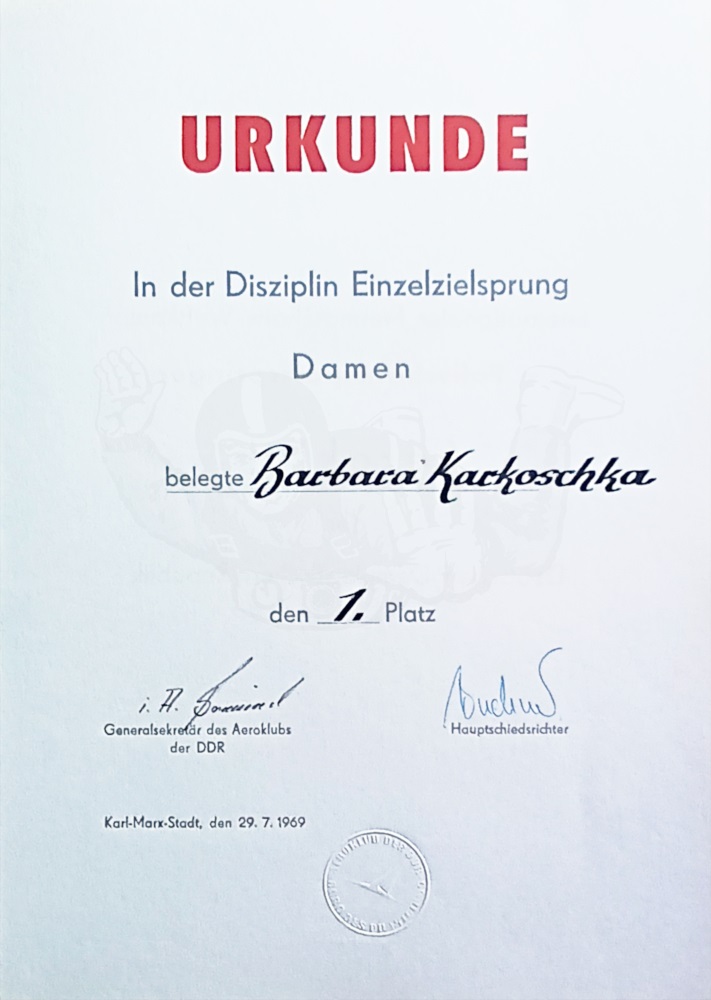 URKUNDE
In der Disziplin Einzelzielsprung
Damen
belegte Barbara Karkoschka
den 1. Platz
i. A.
Generalsekretär des Aeroklubs
der DDR
Hauptschiedsrichter
Karl-Marx-Stadt, den 29. 7. 1969